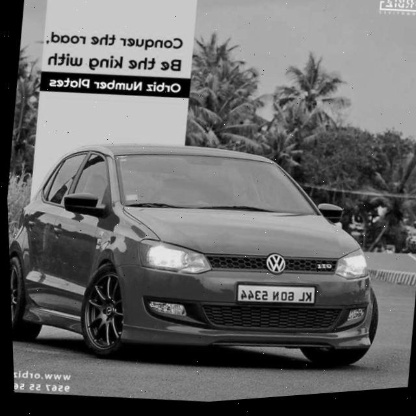 Conquer the road,
Be the king with
Orbiz Number Plates
KL 60N 5344
www.orbiz
9567 55 56